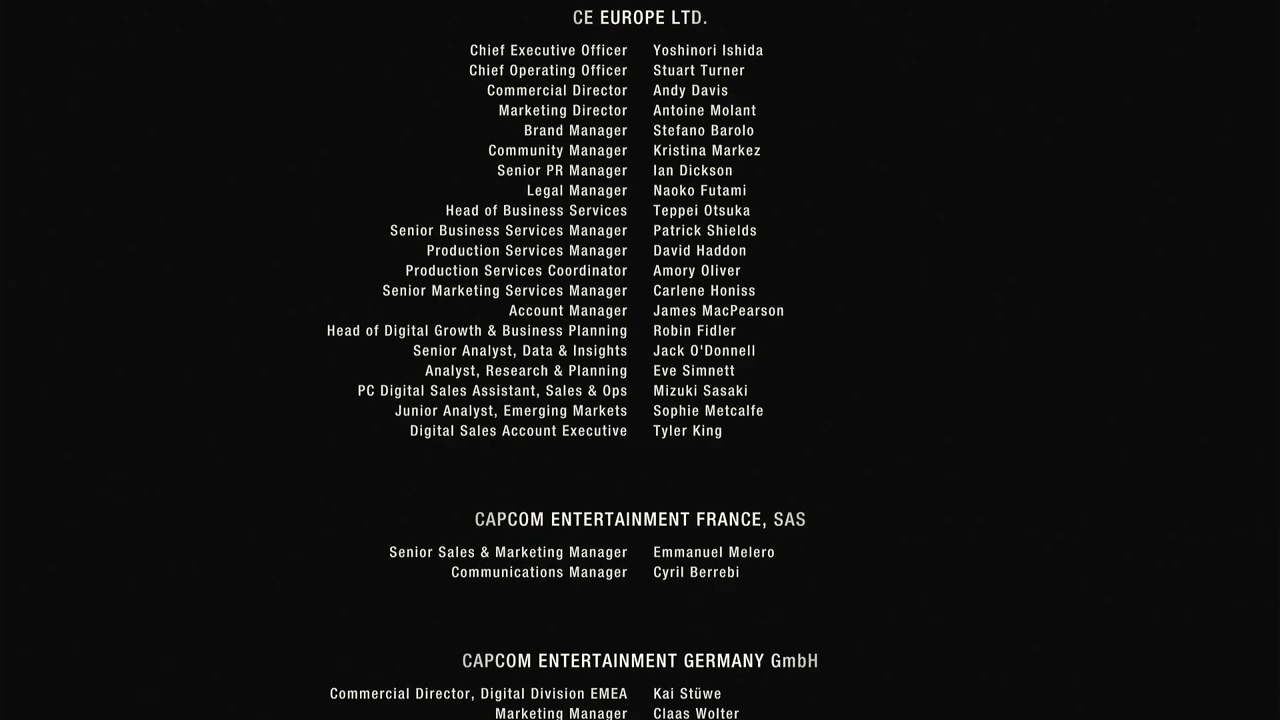 CE EUROPE LTD.
Chief Executive Officer Yoshinori Ishida
Chief Operating Officer Stuart Turner
Commercial Director Andy Davis
Marketing Director Antoine Molant
Brand Manager Stefano Barolo
Community Manager Kristina Markez
Senior PR Manager Ian Dickson
Legal Manager Naoko Futami
Head of Business Services Teppei Otsuka
Senior Business Services Manager Patrick Shields
Production Services Manager David Haddon
Production Services Coordinator Amory Oliver
Senior Marketing Services Manager Carlene Honiss
Account Manager James MacPearson
Head of Digital Growth & Business Planning Robin Fidler
Senior Analyst, Data & Insights Jack O'Donnell
Analyst, Research & Planning Eve Simnett
PC Digital Sales Assistant, Sales & Ops Mizuki Sasaki
Junior Analyst, Emerging Markets Sophie Metcalfe
Digital Sales Account Executive Tyler King
CAPCOM ENTERTAINMENT FRANCE, SAS
Senior Sales & Marketing Manager Emmanuel Melero
Communications Manager Cyril Berrebi
CAPCOM ENTERTAINMENT GERMANY GmbH
Commercial Director, Digital Division EMEA Kai Stüwe
Marketing Manager Claas Wolter